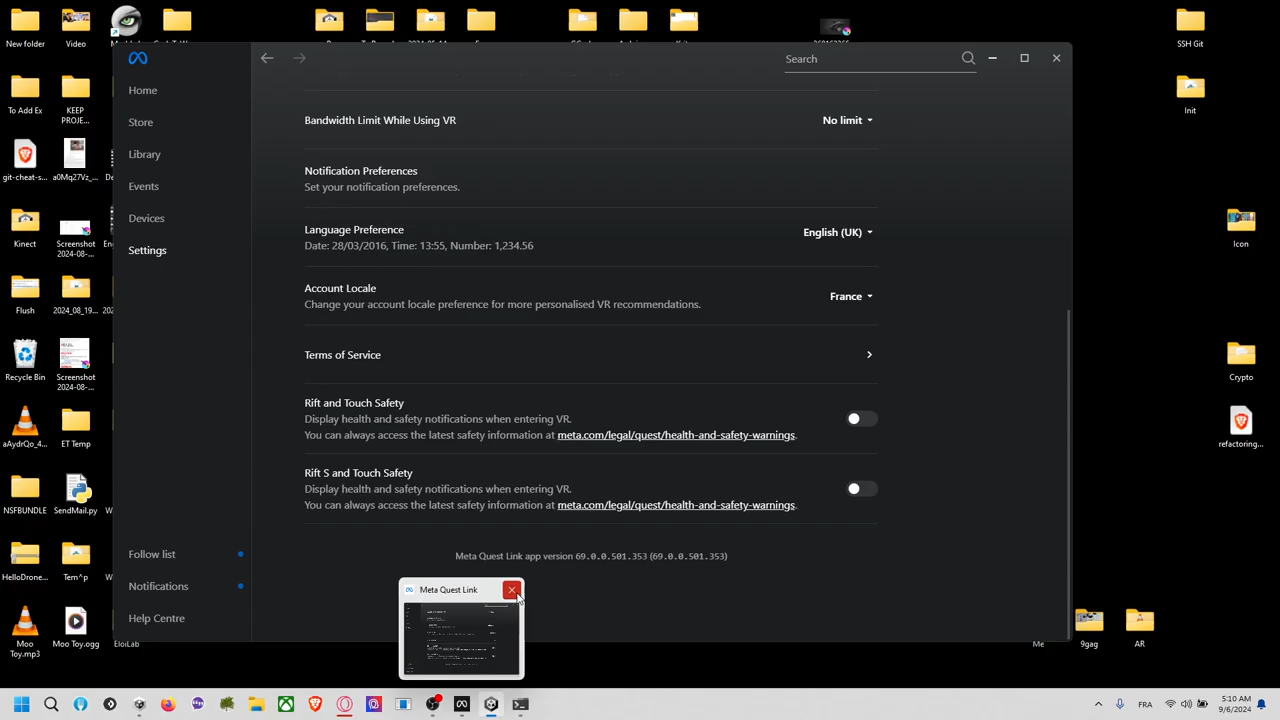 New folder
Video
SSH Git
Search
Home
To Add Ex
KEEP
PROJE...
Init
Store
Bandwidth Limit While Using VR
No limit
Library
git-cheat-s...
a0Mq27Vz_...
Notification Preferences
Set your notification preferences.
Events
Devices
Language Preference
English (UK)
Date: 28/03/2016, Time: 13:55, Number: 1,234.56
Kinect
Screenshot
2024-08-...
Icon
Settings
Account Locale
France
Change your account locale preference for more personalised VR recommendations.
Flush
2024_08_19...
Terms of Service
Recycle Bin
Screenshot
2024-08-...
Crypto
Rift and Touch Safety
Display health and safety notifications when entering VR.
You can always access the latest safety information at meta.com/legal/quest/health-and-safety-warnings.
aAydrQo_4...
ET Temp
refactoring...
Rift S and Touch Safety
Display health and safety notifications when entering VR.
You can always access the latest safety information at meta.com/legal/quest/health-and-safety-warnings.
NSFBUNDLE
SendMail.py
Follow list
Meta Quest Link app version 69.0.0.501.353 (69.0.0.501.353)
HelloDrone...
Tem^p
Notifications
Meta Quest Link
Help Centre
Moo
Toy.mp3
Moo Toy.ogg
EloiLab
Me
9gag
AR
FRA
5:10 AM
9/6/2024